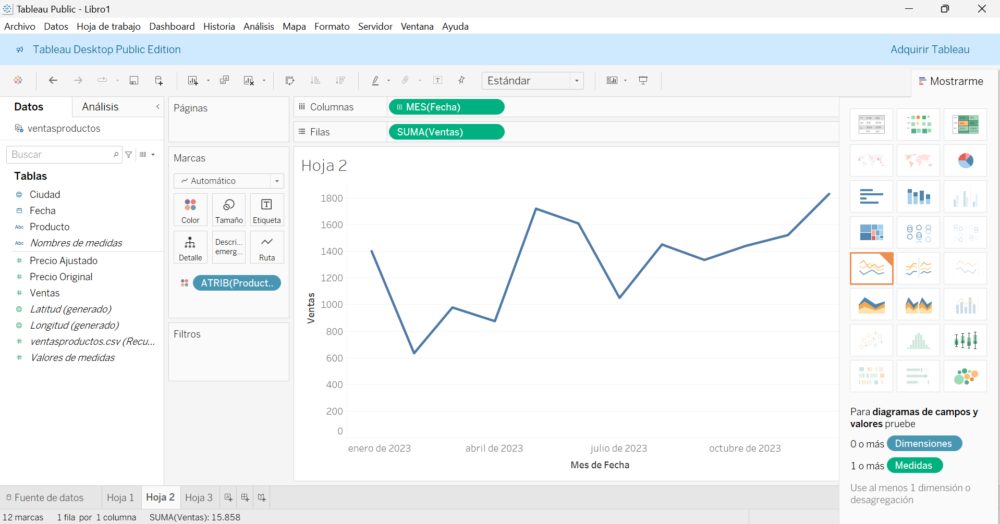 Tableau Public - Libro1
Archivo Datos Hoja de trabajo Dashboard Historia Análisis Mapa Formato Servidor Ventana Ayuda
Tableau Desktop Public Edition
Adquirir Tableau
Estándar
Mostrarme
Datos
Análisis
ventasproductos
Buscar
Tablas
Ciudad
Fecha
Abc Producto
Abc Nombres de medidas
Precio Ajustado
Precio Original
Ventas
Latitud (generado)
Longitud (generado)
ventasproductos.csv (Recu...
Valores de medidas
Páginas
Marcas
Automático
Color
Tamaño
Etiqueta
Detalle
Descri...
emerg...
Ruta
ATRIB(Product..
Filtros
Columnas
MES(Fecha)
Filas
SUMA(Ventas)
Hoja 2
1800
1600
1400
1200
1000
800
600
400
200
0
Ventas
enero de 2023
abril de 2023
julio de 2023
octubre de 2023
Mes de Fecha
Para diagramas de campos y
valores pruebe
0 o más Dimensiones
1 o más Medidas
Use al menos 1 dimensión o
desagregación
Fuente de datos
Hoja 1
Hoja 2
Hoja 3
12 marcas
1 fila por 1 columna
SUMA(Ventas): 15.858